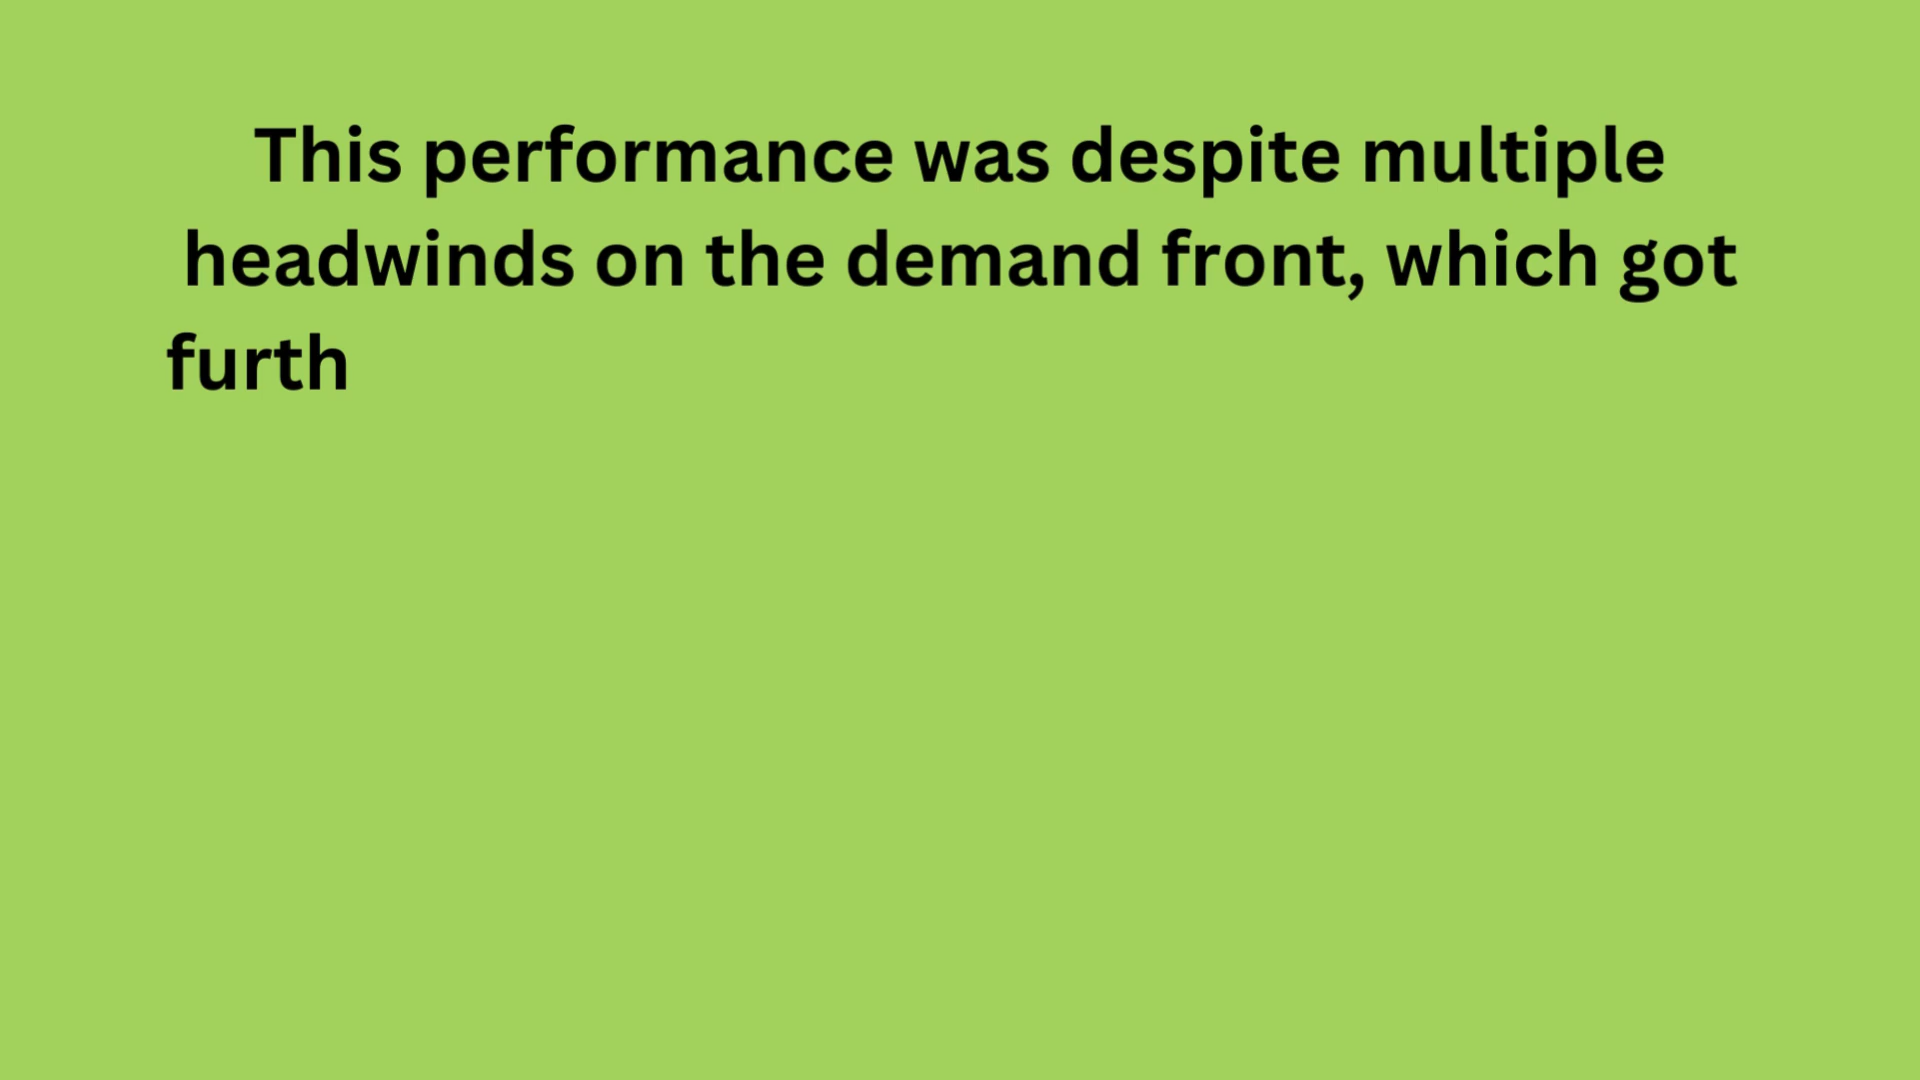 This performance was despite multiple
headwinds on the demand front, which got
furth